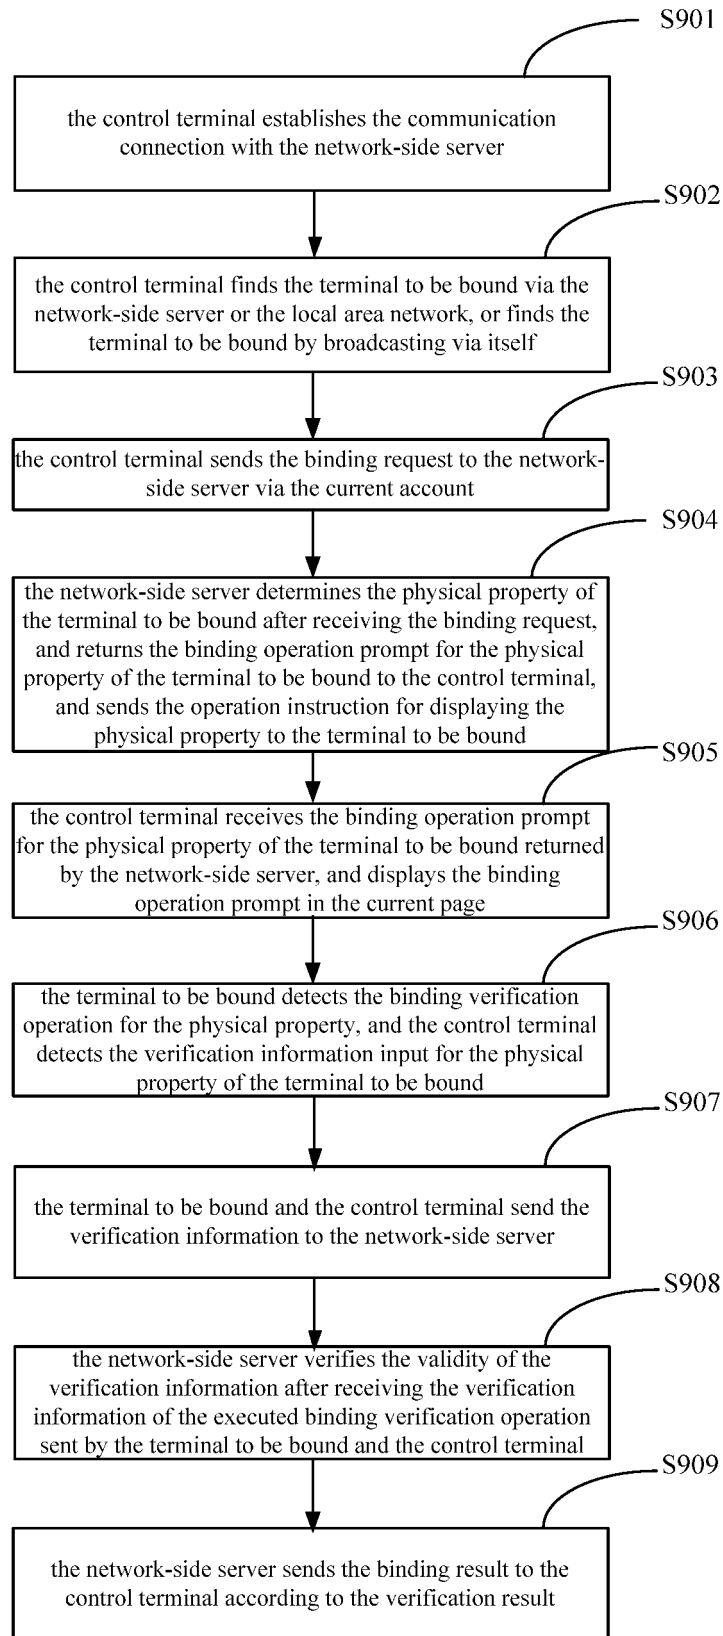 S901
the control terminal establishes the communication
connection with the network-side server
S902
the control terminal finds the terminal to be bound via the
network-side server or the local area network, or finds the
terminal to be bound by broadcasting via itself
S903
the control terminal sends the binding request to the network-
side server via the current account
S904
the network-side server determines the physical property of
the terminal to be bound after receiving the binding request,
and returns the binding operation prompt for the physical
property of the terminal to be bound to the control terminal,
and sends the operation instruction for displaying the
physical property to the terminal to be bound
S905
the control terminal receives the binding operation prompt
for the physical property of the terminal to be bound returned
by the network-side server, and displays the binding
operation prompt in the current page
S906
the terminal to be bound detects the binding verification
operation for the physical property, and the control terminal
detects the verification information input for the physical
property of the terminal to be bound
S907
the terminal to be bound and the control terminal send the
verification information to the network-side server
S908
the network-side server verifies the validity of the
verification information after receiving the verification
information of the executed binding verification operation
sent by the terminal to be bound and the control terminal
S909
the network-side server sends the binding result to the
control terminal according to the verification result